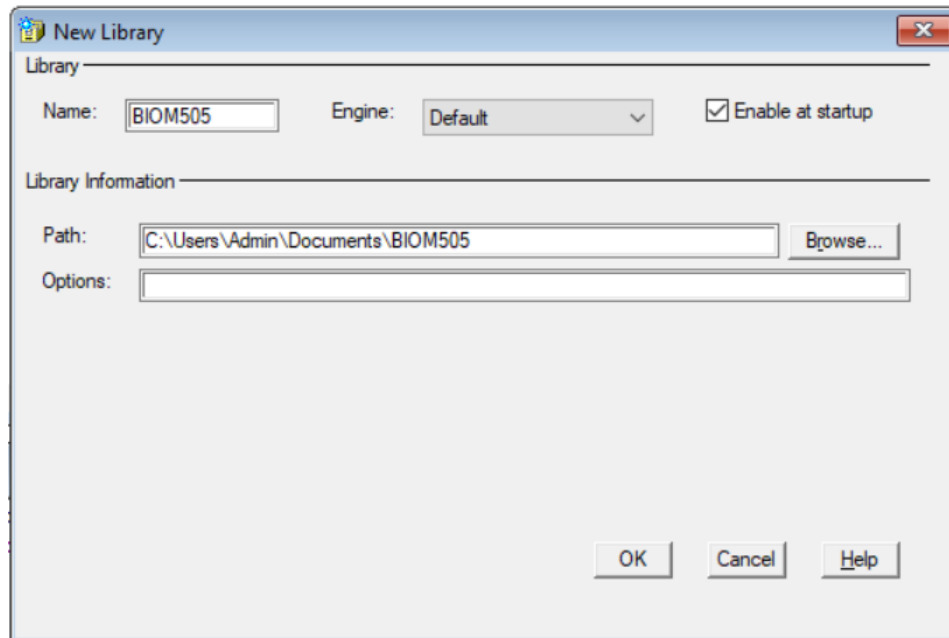 New Library
Library
Name: BIOM505 Engine: Default Enable at startup
Library Information
Path: C:\Users\Admin\Documents\BIOM505 Browse...
Options:
OK Cancel Help